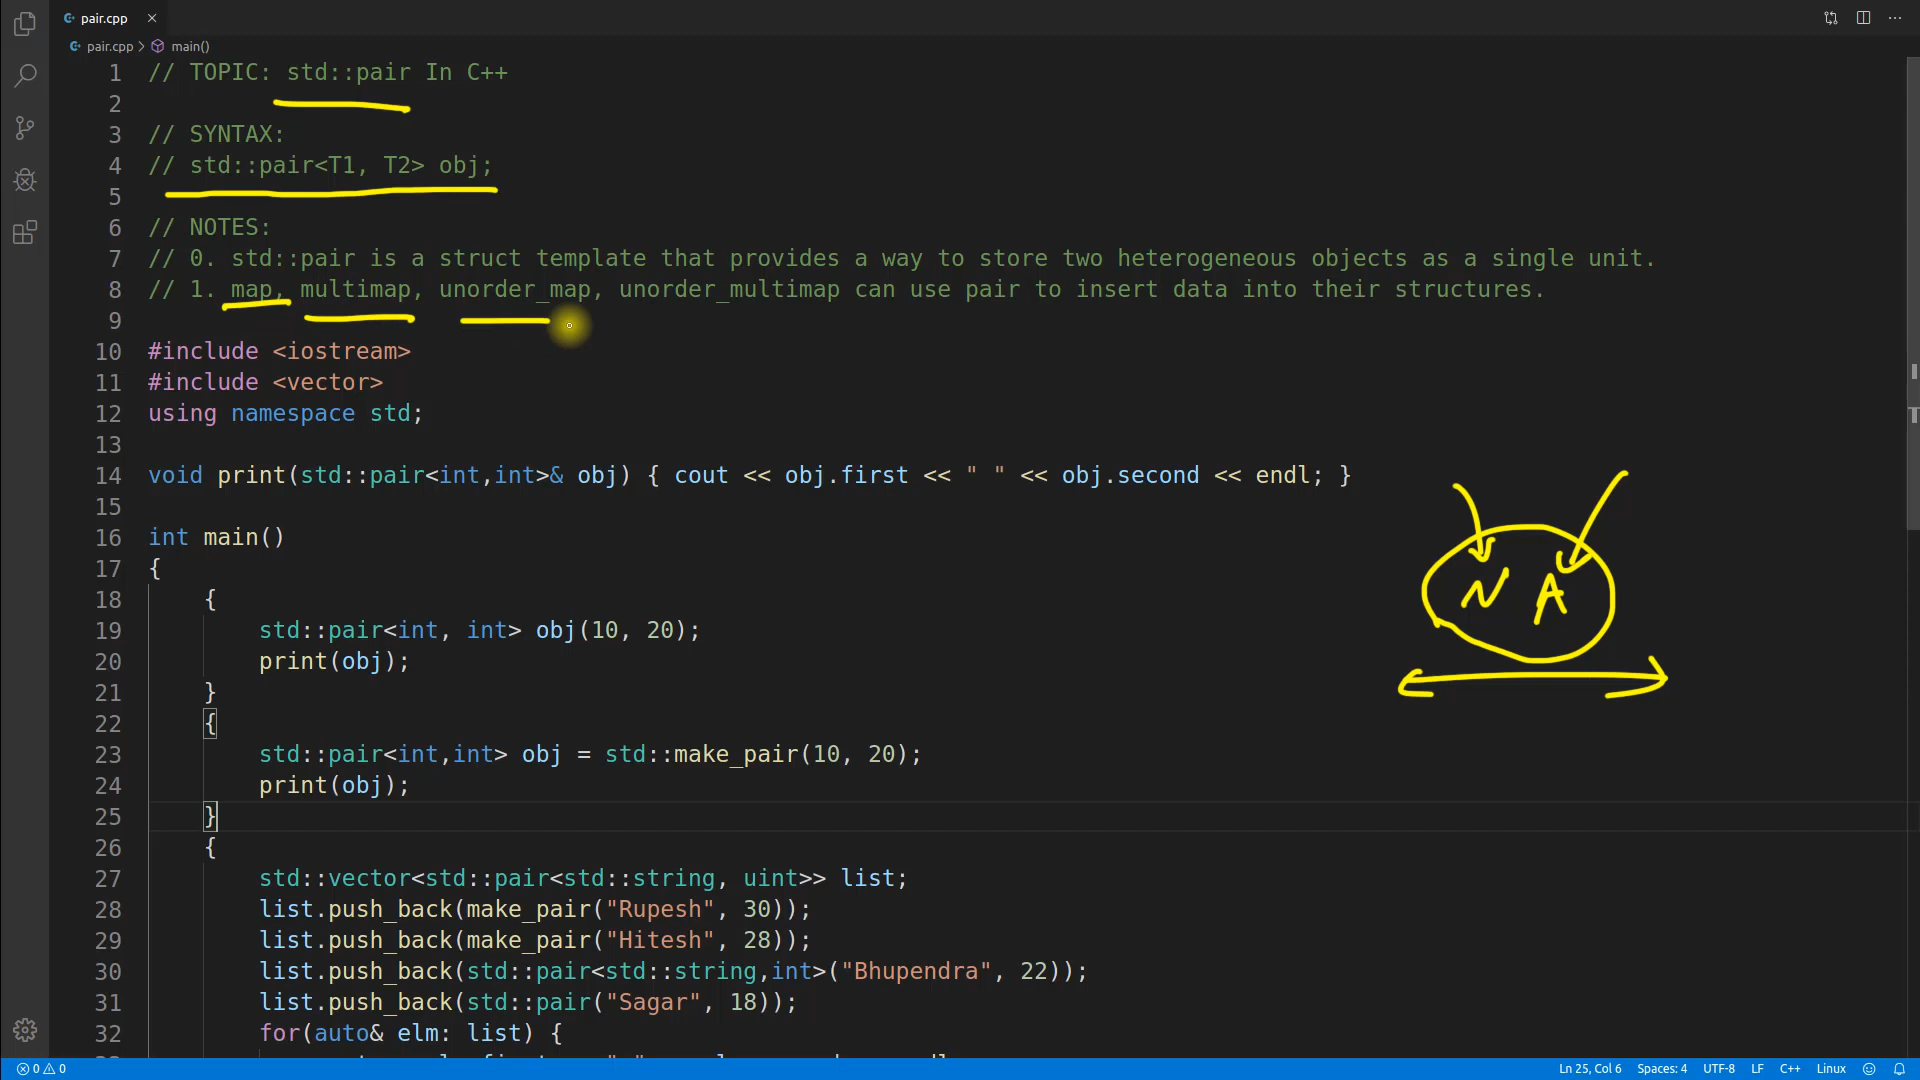 pair.cpp
pair.cpp > main()
1 // TOPIC: std::pair In C++
2
3 // SYNTAX:
4 // std::pair<T1, T2> obj;
5
6 // NOTES:
7 // 0. std::pair is a struct template that provides a way to store two heterogeneous objects as a single unit.
8 // 1. map, multimap, unorder_map, unorder_multimap can use pair to insert data into their structures.
9
10 #include <iostream>
11 #include <vector>
12 using namespace std;
13
14 void print(std::pair<int,int>& obj) { cout << obj.first << " " << obj.second << endl; }
15
16 int main()
17 {
18 {
19 std::pair<int, int> obj(10, 20);
20 print(obj);
21 }
22 {
23 std::pair<int,int> obj = std::make_pair(10, 20);
24 print(obj);
25 }
26 {
27 std::vector<std::pair<std::string, uint>> list;
28 list.push_back(make_pair("Rupesh", 30));
29 list.push_back(make_pair("Hitesh", 28));
30 list.push_back(std::pair<std::string,int>("Bhupendra", 22));
31 list.push_back(std::pair("Sagar", 18));
32 for(auto& elm: list) {
N A
0 0
Ln 25, Col 6 Spaces: 4 UTF-8 LF C++ Linux